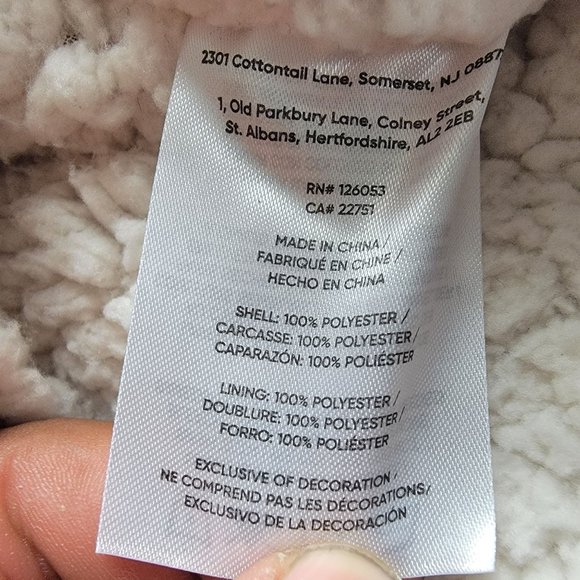 2301 Cottontail Lane, Somerset, NJ
1, Old Parkbury Lane, Colney Street,
St. Albans, Hertfordshire, AL2 2EB
RN# 126053
CA# 22751
MADE IN CHINA /
FABRIQUÉ EN CHINE /
HECHO EN CHINA
SHELL: 100% POLYESTER /
CARCASSE: 100% POLYESTER /
CAPARAZÓN: 100% POLIÉSTER
LINING: 100% POLYESTER /
DOUBLURE: 100% POLYESTER /
FORRO: 100% POLIÉSTER
EXCLUSIVE OF DECORATION /
NE COMPREND PAS LES DÉCORATIONS/
EXCLUSIVO DE LA DECORACIÓN